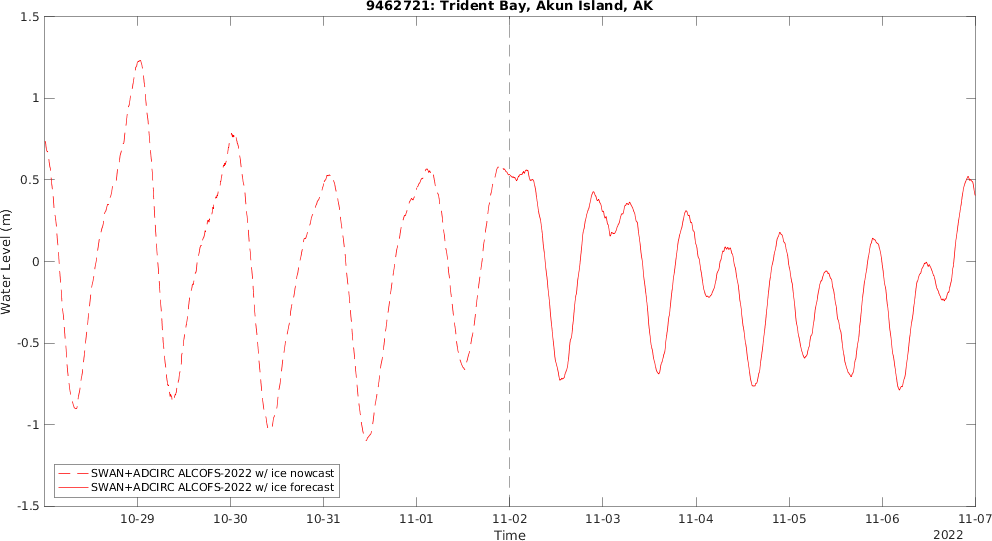 9462721: Trident Bay, Akun Island, AK
1.5
1
0.5
0
-0.5
-1
-1.5
Water Level (m)
SWAN+ADCIRC ALCOFS-2022 w/ ice nowcast
SWAN+ADCIRC ALCOFS-2022 w/ ice forecast
10-29 10-30 10-31 11-01 11-02 11-03 11-04 11-05 11-06 11-07
Time
2022